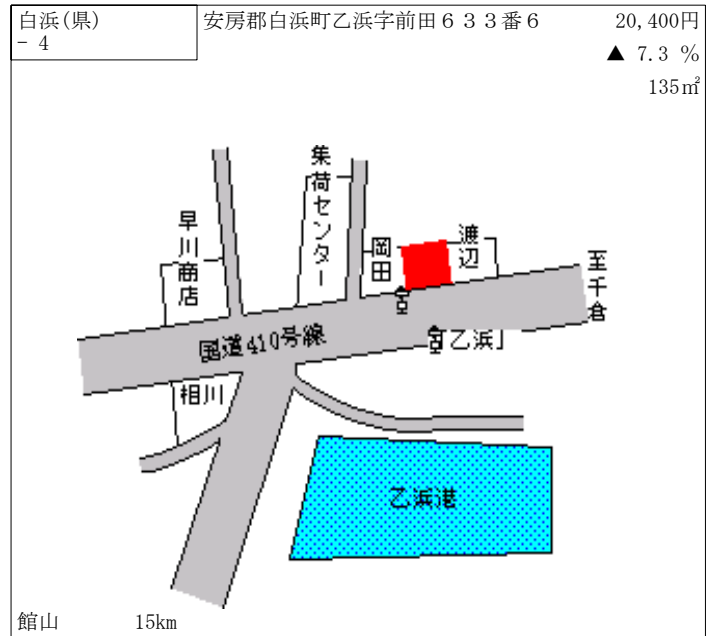 白浜(県)
- 4
安房郡白浜町乙浜字前田６３３番６
20,400円
▲ 7.3 %
135㎡
集荷センター
早川商店
岡田
渡辺
至千倉
国道410号線
「乙浜」
相川
乙浜港
館山 15km